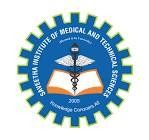 SAVEETHA INSTITUTE OF MEDICAL AND TECHNICAL SCIENCES
2005
Knowledge Conquers All